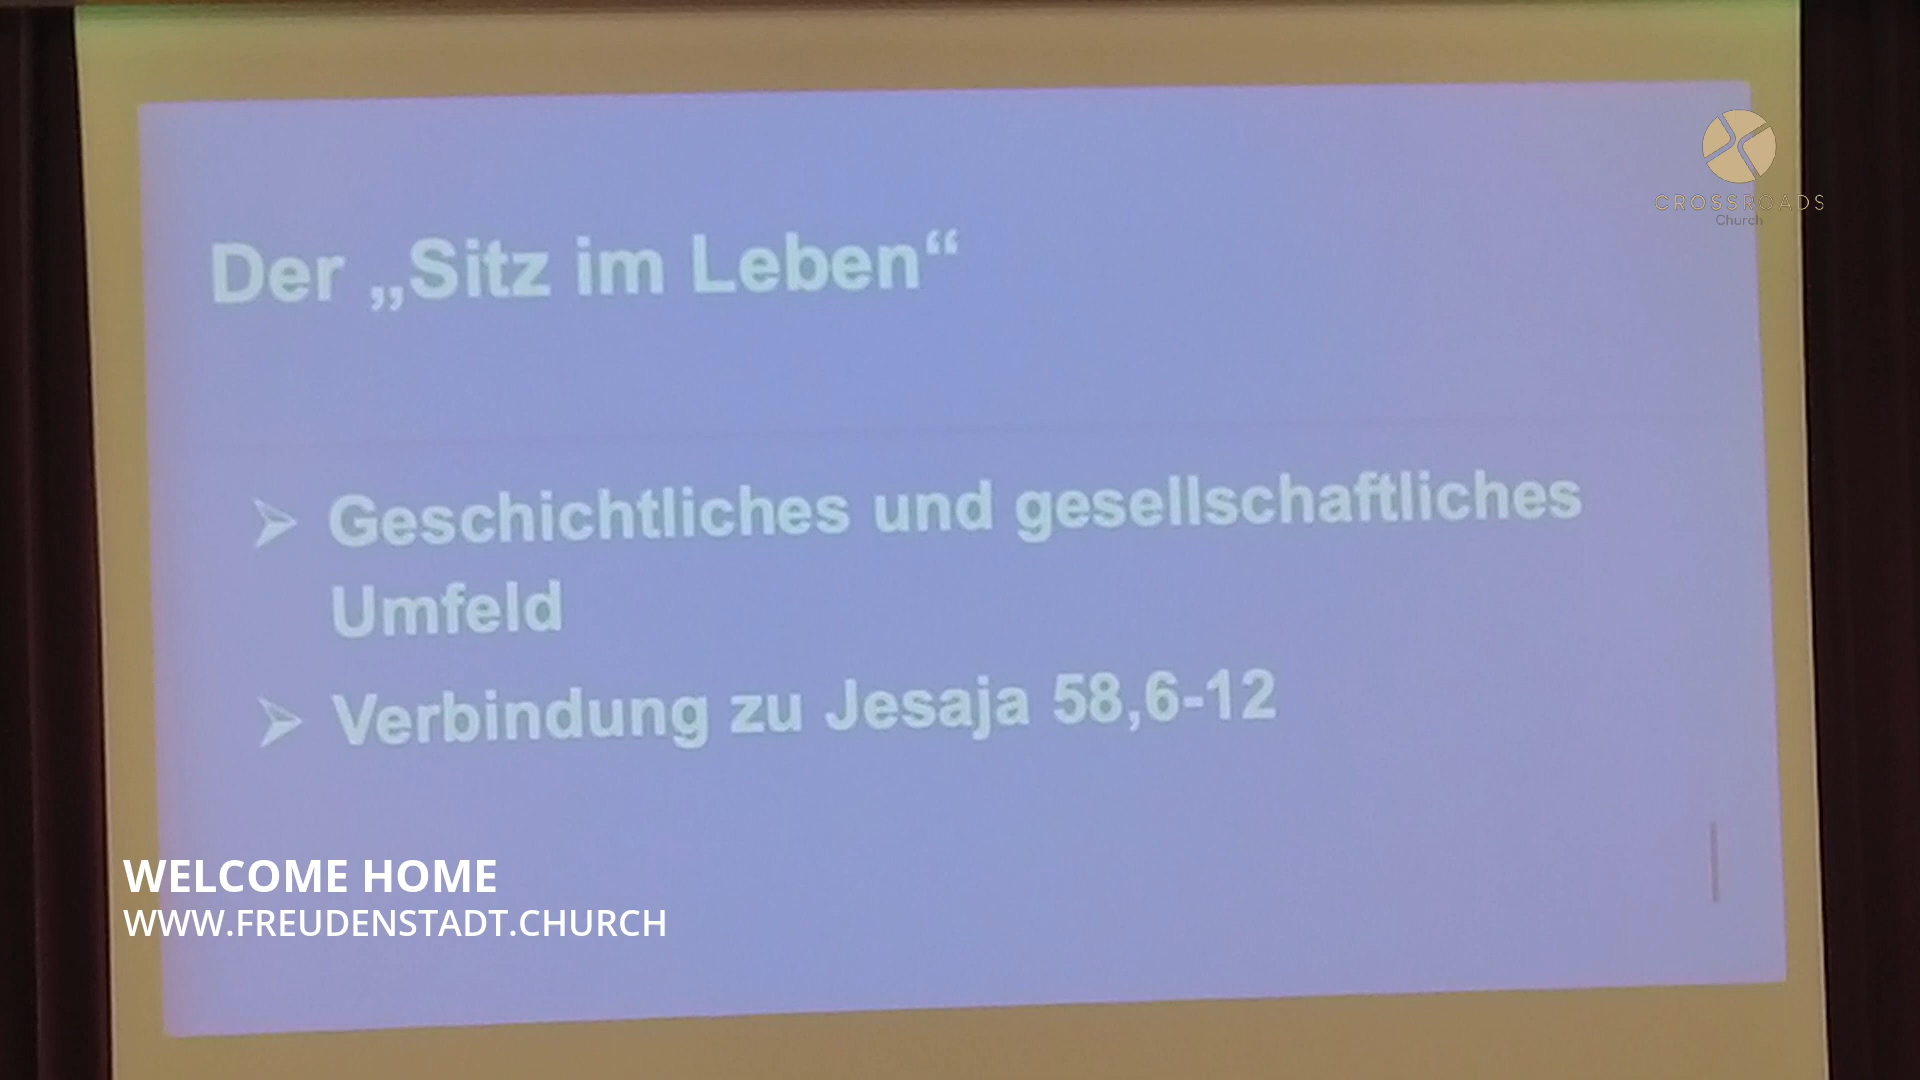 CROSSROADS
Church
Der „Sitz im Leben“
➢ Geschichtliches und gesellschaftliches
Umfeld
➢ Verbindung zu Jesaja 58,6-12
WELCOME HOME
WWW.FREUDENSTADT.CHURCH